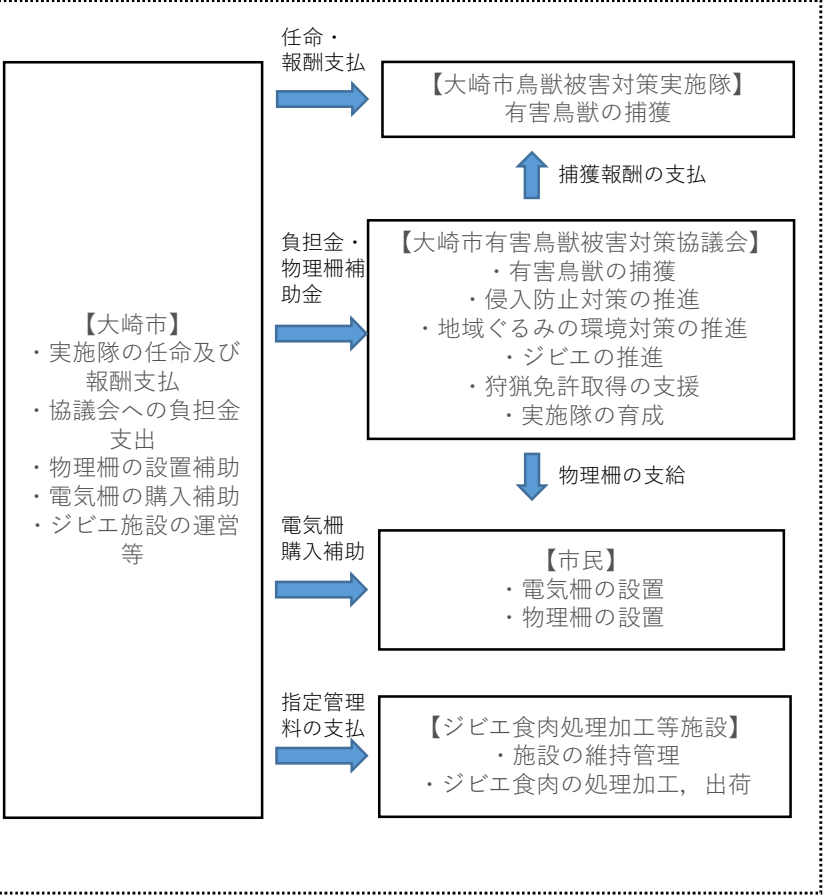 【大崎市】
・実施隊の任命及び
報酬支払
・協議会への負担金
支出
・物理柵の設置補助
・電気柵の購入補助
・ジビエ施設の運営
等
任命・
報酬支払
【大崎市鳥獣被害対策実施隊】
有害鳥獣の捕獲
捕獲報酬の支払
負担金・
物理柵補
助金
【大崎市有害鳥獣被害対策協議会】
・有害鳥獣の捕獲
・侵入防止対策の推進
・地域ぐるみの環境対策の推進
・ジビエの推進
・狩猟免許取得の支援
・実施隊の育成
物理柵の支給
電気柵
購入補助
【市民】
・電気柵の設置
・物理柵の設置
指定管理
料の支払
【ジビエ食肉処理加工等施設】
・施設の維持管理
・ジビエ食肉の処理加工，出荷